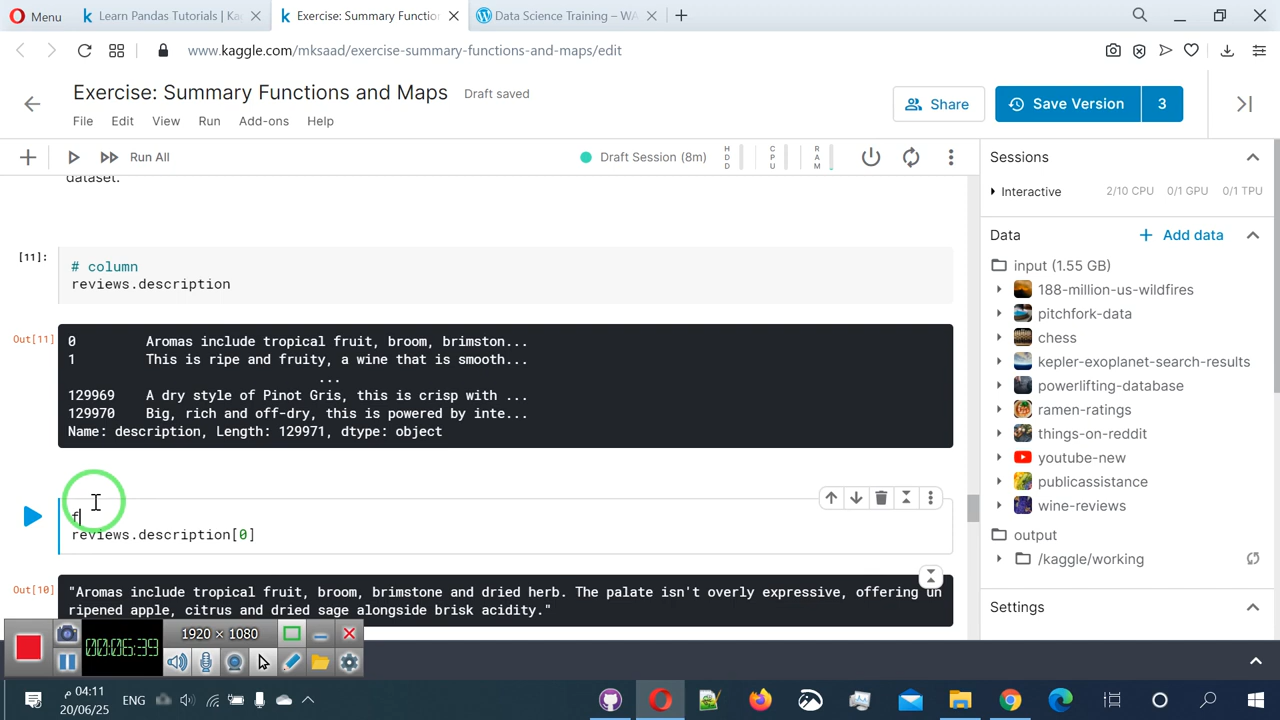 Menu
Learn Pandas Tutorials | Ka
Exercise: Summary Functio
Data Science Training – WA
www.kaggle.com/mksaad/exercise-summary-functions-and-maps/edit
Exercise: Summary Functions and Maps
Draft saved
Share
Save Version
3
File Edit View Run Add-ons Help
Run All
Draft Session (8m)
HDD
CPU
RAM
Sessions
Interactive
2/10 CPU 0/1 GPU 0/1 TPU
Data
Add data
input (1.55 GB)
188-million-us-wildfires
pitchfork-data
chess
kepler-exoplanet-search-results
powerlifting-database
ramen-ratings
things-on-reddit
youtube-new
publicassistance
wine-reviews
output
/kaggle/working
Settings
dataset.
[11]:
# column
reviews.description
Out[11]
0 Aromas include tropical fruit, broom, brimston...
1 This is ripe and fruity, a wine that is smooth...
...
129969 A dry style of Pinot Gris, this is crisp with ...
129970 Big, rich and off-dry, this is powered by inte...
Name: description, Length: 129971, dtype: object
f
reviews.description[0]
Out[10]
"Aromas include tropical fruit, broom, brimstone and dried herb. The palate isn't overly expressive, offering un
ripened apple, citrus and dried sage alongside brisk acidity."
00:06:39
1920 × 1080
04:11 م
20/06/25
ENG